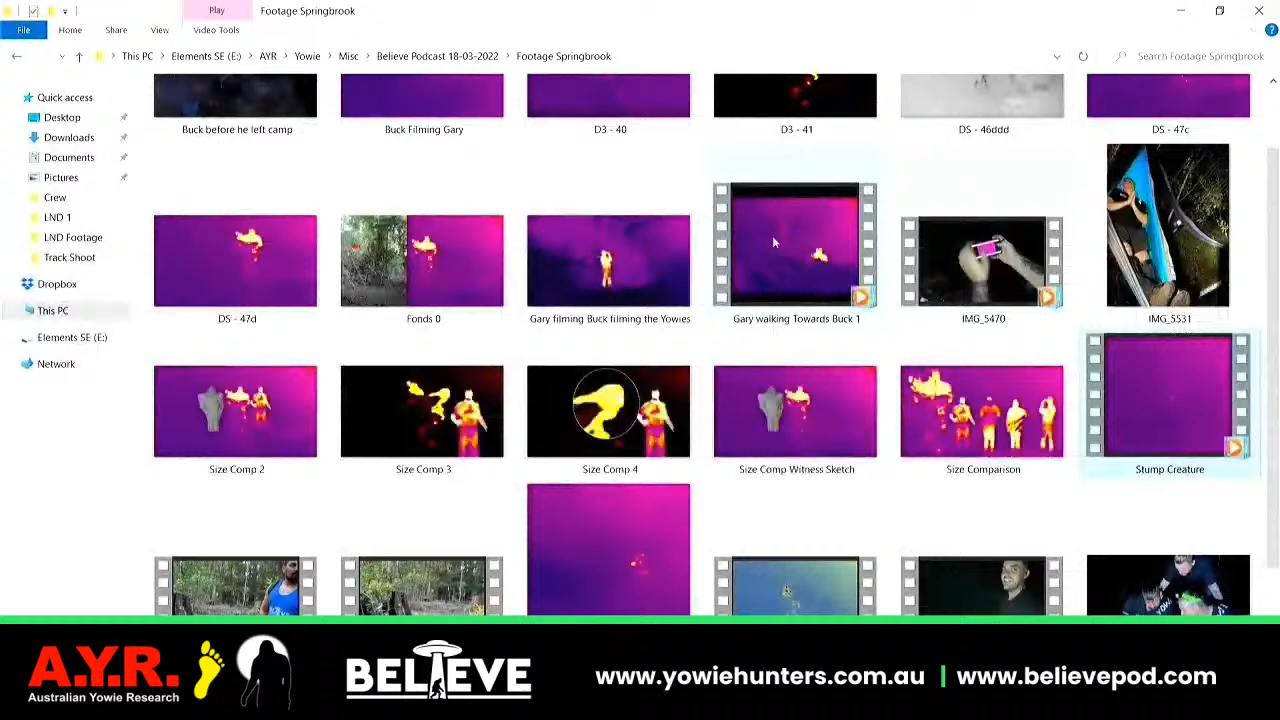 Play
Footage Springbrook
File
Home
Share
View
Video Tools
This PC
Elements SE (E:)
AYR
Yowie
Misc
Believe Podcast 18-03-2022
Footage Springbrook
Search Footage Springbrook
Quick access
Desktop
Downloads
Documents
Pictures
Crew
LND 1
LND Footage
Track Shoot
Dropbox
This PC
Elements SE (E:)
Network
Buck before he left camp
Buck Filming Gary
D3 - 40
D3 - 41
DS - 46ddd
DS - 47c
DS - 47d
Fonds 0
Gary filming Buck filming the Yowies
Gary walking Towards Buck 1
IMG_5470
IMG_5531
Size Comp 2
Size Comp 3
Size Comp 4
Size Comp Witness Sketch
Size Comparison
Stump Creature
A.Y.R.
Australian Yowie Research
BELIEVE
www.yowiehunters.com.au | www.believepod.com